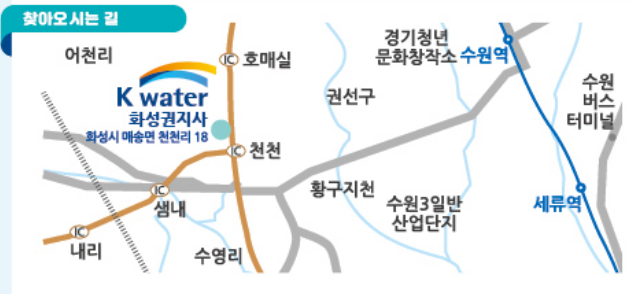 찾아오시는 길
어천리
IC 호매실
경기청년
문화창작소
수원역
K water
화성권지사
화성시 매송면 천천리 18
권선구
수원
버스
터미널
IC 천천
IC
샘내
황구지천
수원3일반
산업단지
세류역
IC
내리
수영리